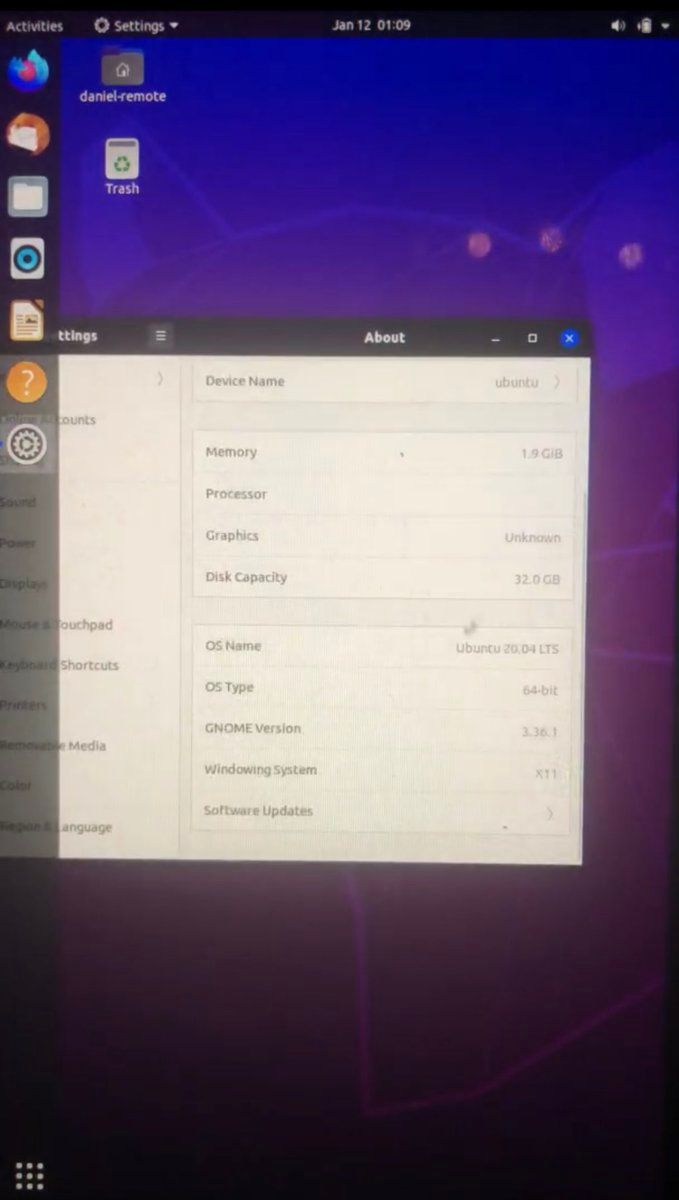 Activities
Settings
Jan 12 01:09
daniel-remote
Trash
ttings
About
Device Name
ubuntu
Online Accounts
Memory
1.9 GiB
Sound
Processor
Power
Graphics
Unknown
Displays
Disk Capacity
32.0 GB
Mouse & Touchpad
OS Name
Ubuntu 20.04 LTS
Keyboard Shortcuts
OS Type
64-bit
Printers
GNOME Version
3.36.1
Removable Media
Windowing System
X11
Color
Software Updates
Region & Language